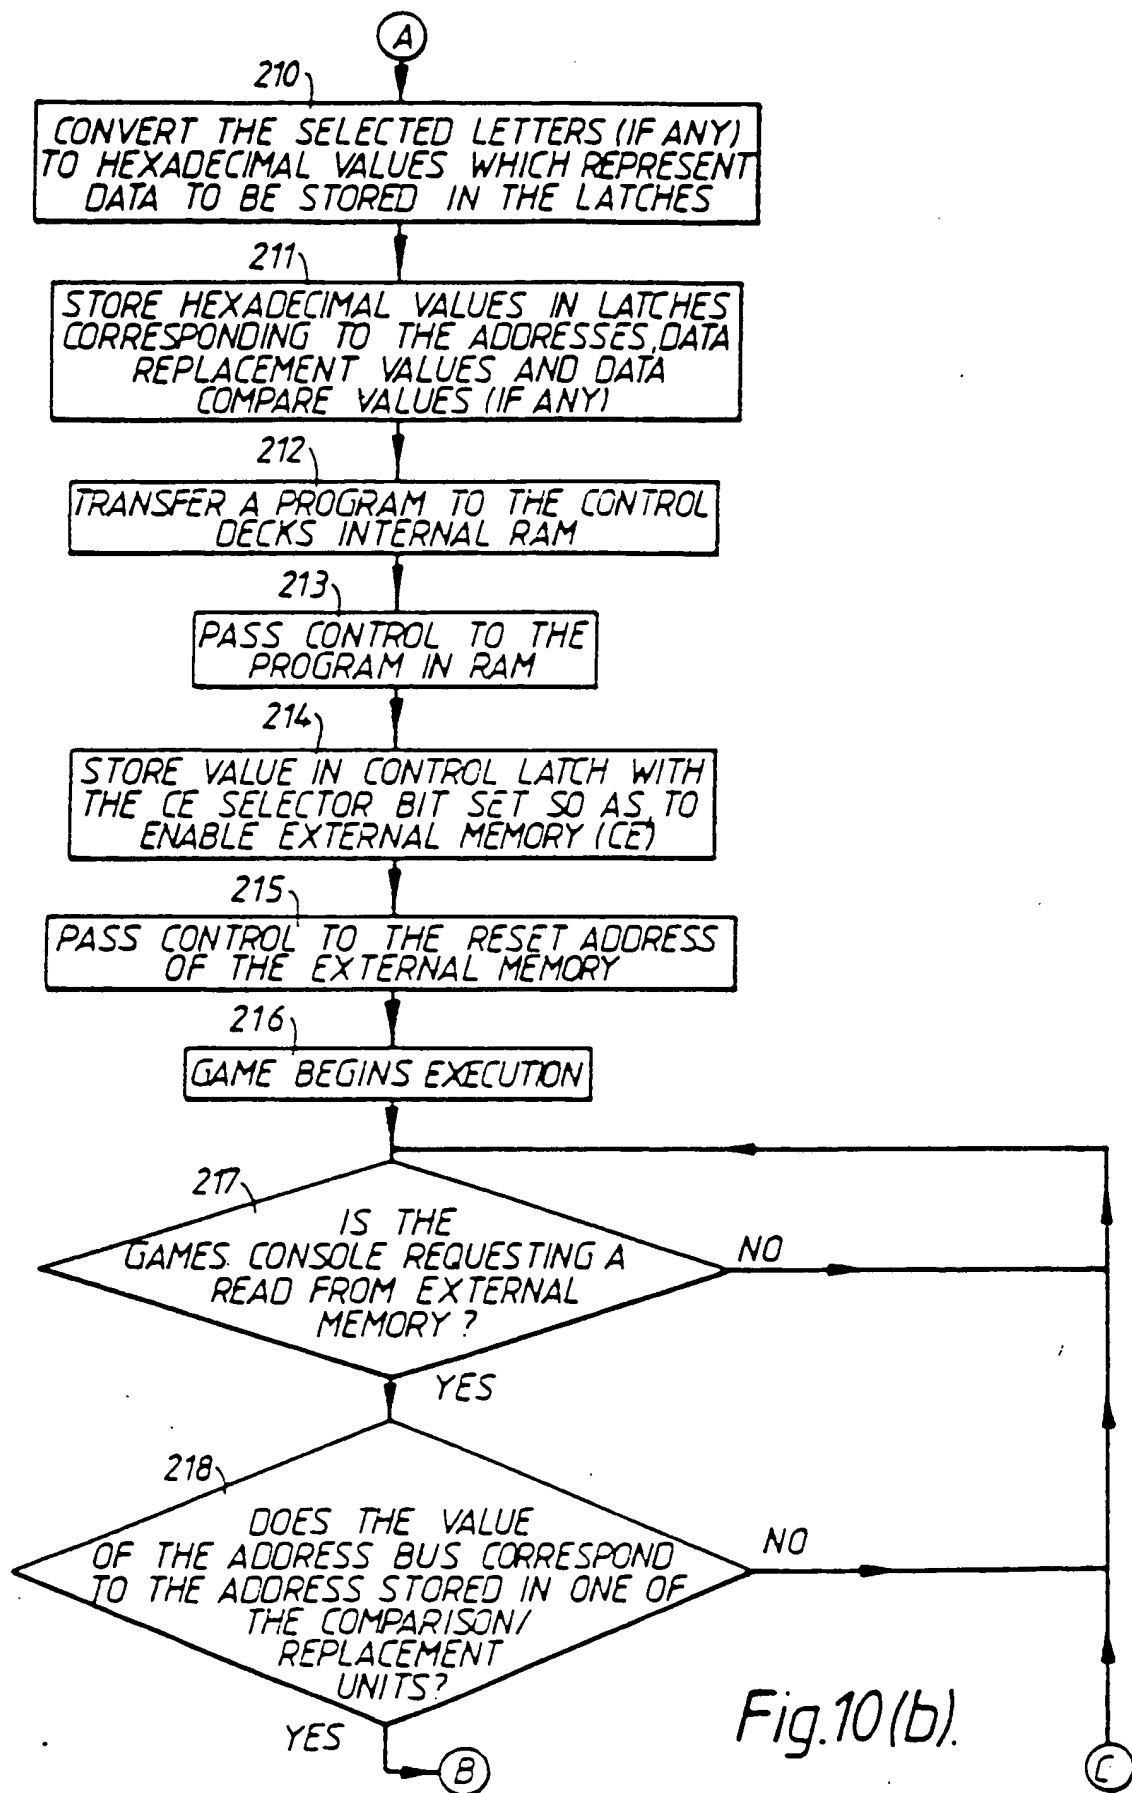 A
210
CONVERT THE SELECTED LETTERS (IF ANY)
TO HEXADECIMAL VALUES WHICH REPRESENT
DATA TO BE STORED IN THE LATCHES
211
STORE HEXADECIMAL VALUES IN LATCHES
CORRESPONDING TO THE ADDRESSES, DATA
REPLACEMENT VALUES AND DATA
COMPARE VALUES (IF ANY)
212
TRANSFER A PROGRAM TO THE CONTROL
DECKS INTERNAL RAM
213
PASS CONTROL TO THE
PROGRAM IN RAM
214
STORE VALUE IN CONTROL LATCH WITH
THE CE SELECTOR BIT SET SO AS, TO
ENABLE EXTERNAL MEMORY (CE)
215
PASS CONTROL TO THE RESET ADDRESS
OF THE EXTERNAL MEMORY
216
GAME BEGINS EXECUTION
217
IS THE
GAMES CONSOLE REQUESTING A
READ FROM EXTERNAL
MEMORY ?
NO
YES
218
DOES THE VALUE
OF THE ADDRESS BUS CORRESPOND
TO THE ADDRESS STORED IN ONE OF
THE COMPARISON/
REPLACEMENT
UNITS?
NO
YES
B
C
Fig.10(b).